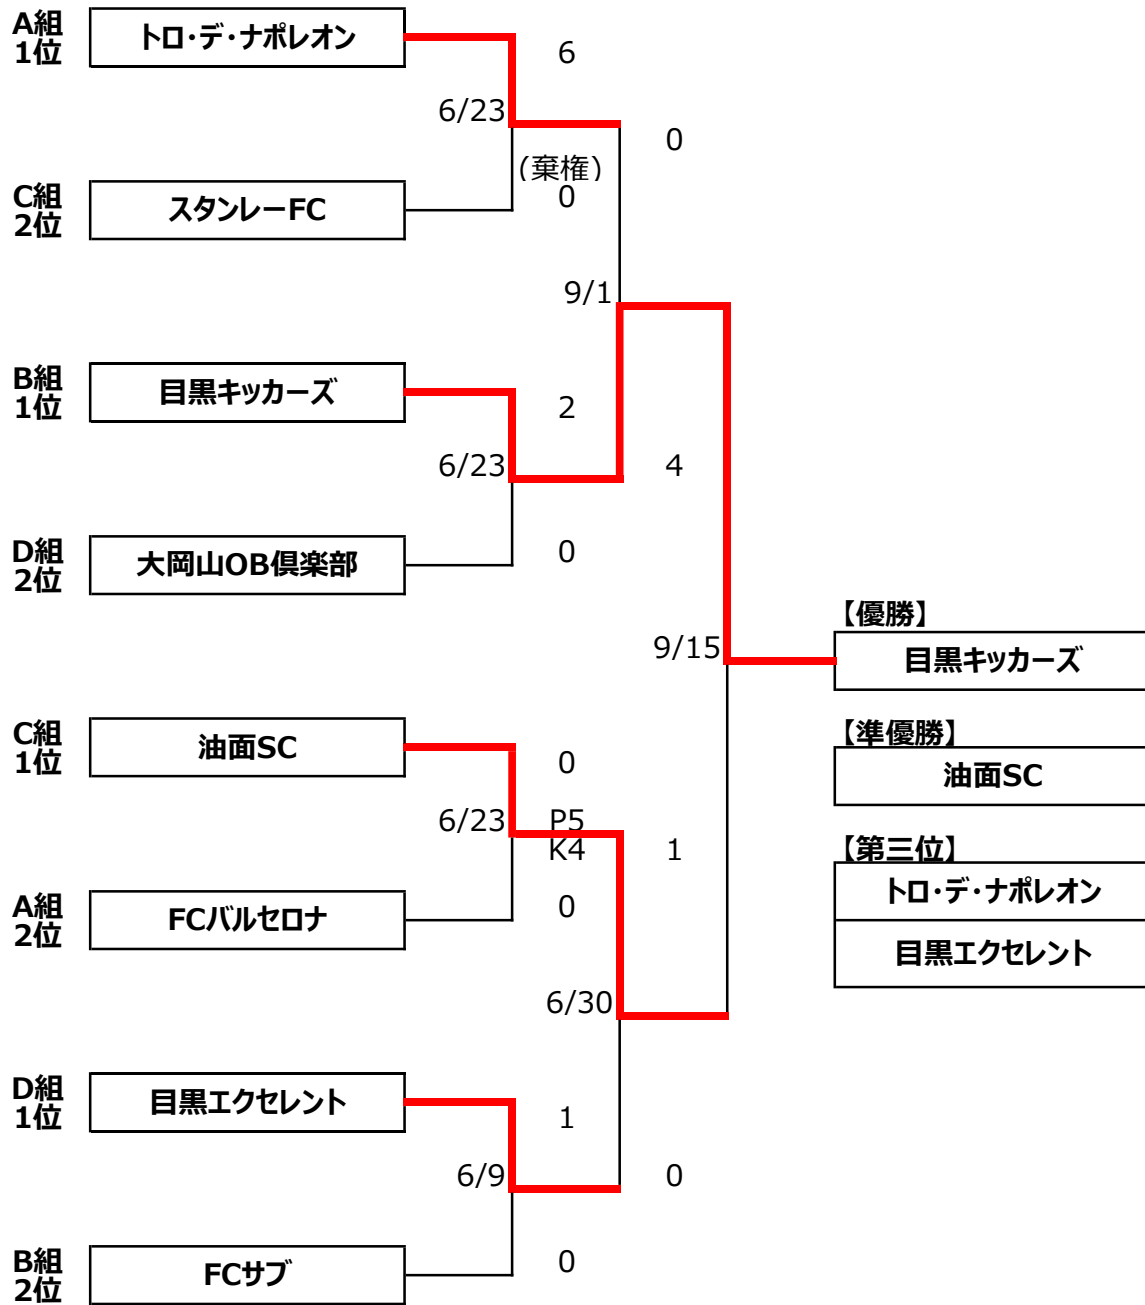 A組
1位
トロ・デ・ナポレオン
6
6/23
0
(棄権)
C組
2位
スタンレーFC
0
9/1
B組
1位
目黒キッカーズ
2
6/23
4
D組
2位
大岡山OB倶楽部
0
【優勝】
9/15
目黒キッカーズ
C組
1位
油面SC
0
【準優勝】
油面SC
6/23
P5
K4
1
【第三位】
トロ・デ・ナポレオン
A組
2位
FCバルセロナ
0
目黒エクセレント
6/30
D組
1位
目黒エクセレント
1
6/9
0
B組
2位
FCサブ
0